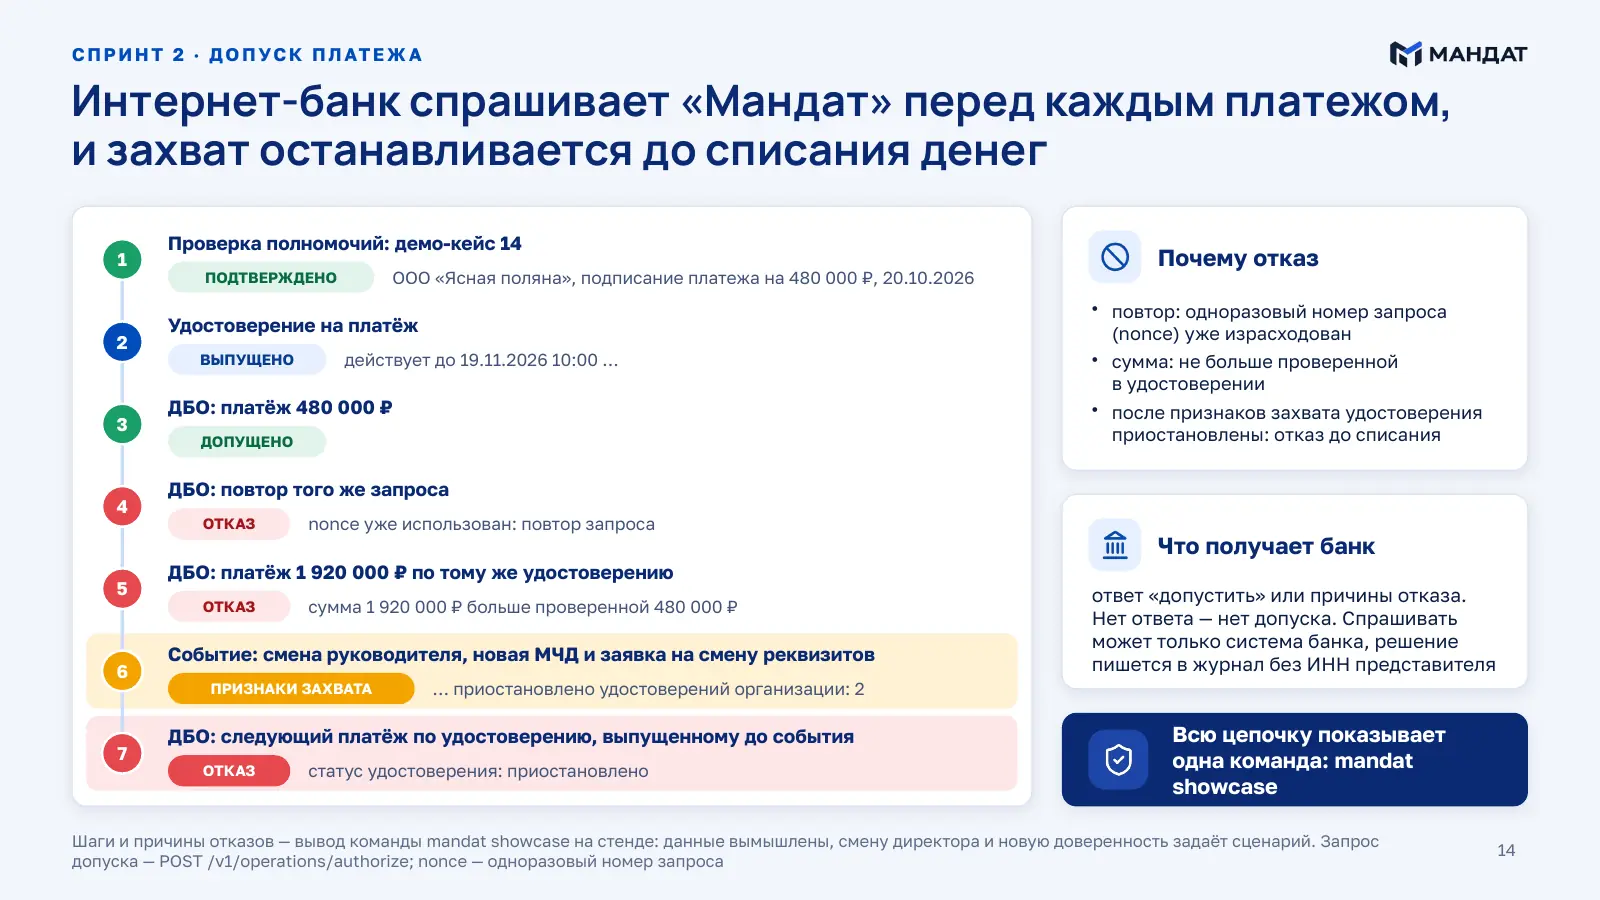 СПРИНТ 2 · ДОПУСК ПЛАТЕЖА
МАНДАТ
Интернет-банк спрашивает «Мандат» перед каждым платежом,
и захват останавливается до списания денег
1
Проверка полномочий: демо-кейс 14
ПОДТВЕРЖДЕНО
ООО «Ясная поляна», подписание платежа на 480 000 ₽, 20.10.2026
2
Удостоверение на платёж
ВЫПУЩЕНО
действует до 19.11.2026 10:00 ...
3
ДБО: платёж 480 000 ₽
ДОПУЩЕНО
4
ДБО: повтор того же запроса
ОТКАЗ
nonce уже использован: повтор запроса
5
ДБО: платёж 1 920 000 ₽ по тому же удостоверению
ОТКАЗ
сумма 1 920 000 ₽ больше проверенной 480 000 ₽
6
Событие: смена руководителя, новая МЧД и заявка на смену реквизитов
ПРИЗНАКИ ЗАХВАТА
... приостановлено удостоверений организации: 2
7
ДБО: следующий платёж по удостоверению, выпущенному до события
ОТКАЗ
статус удостоверения: приостановлено
Почему отказ
• повтор: одноразовый номер запроса
(nonce) уже израсходован
• сумма: не больше проверенной
в удостоверении
• после признаков захвата удостоверения
приостановлены: отказ до списания
Что получает банк
ответ «допустить» или причины отказа.
Нет ответа — нет допуска. Спрашивать
может только система банка, решение
пишется в журнал без ИНН представителя
Всю цепочку показывает
одна команда: mandat
showcase
Шаги и причины отказов — вывод команды mandat showcase на стенде: данные вымышлены, смену директора и новую доверенность задаёт сценарий. Запрос
допуска — POST /v1/operations/authorize; nonce — одноразовый номер запроса
14